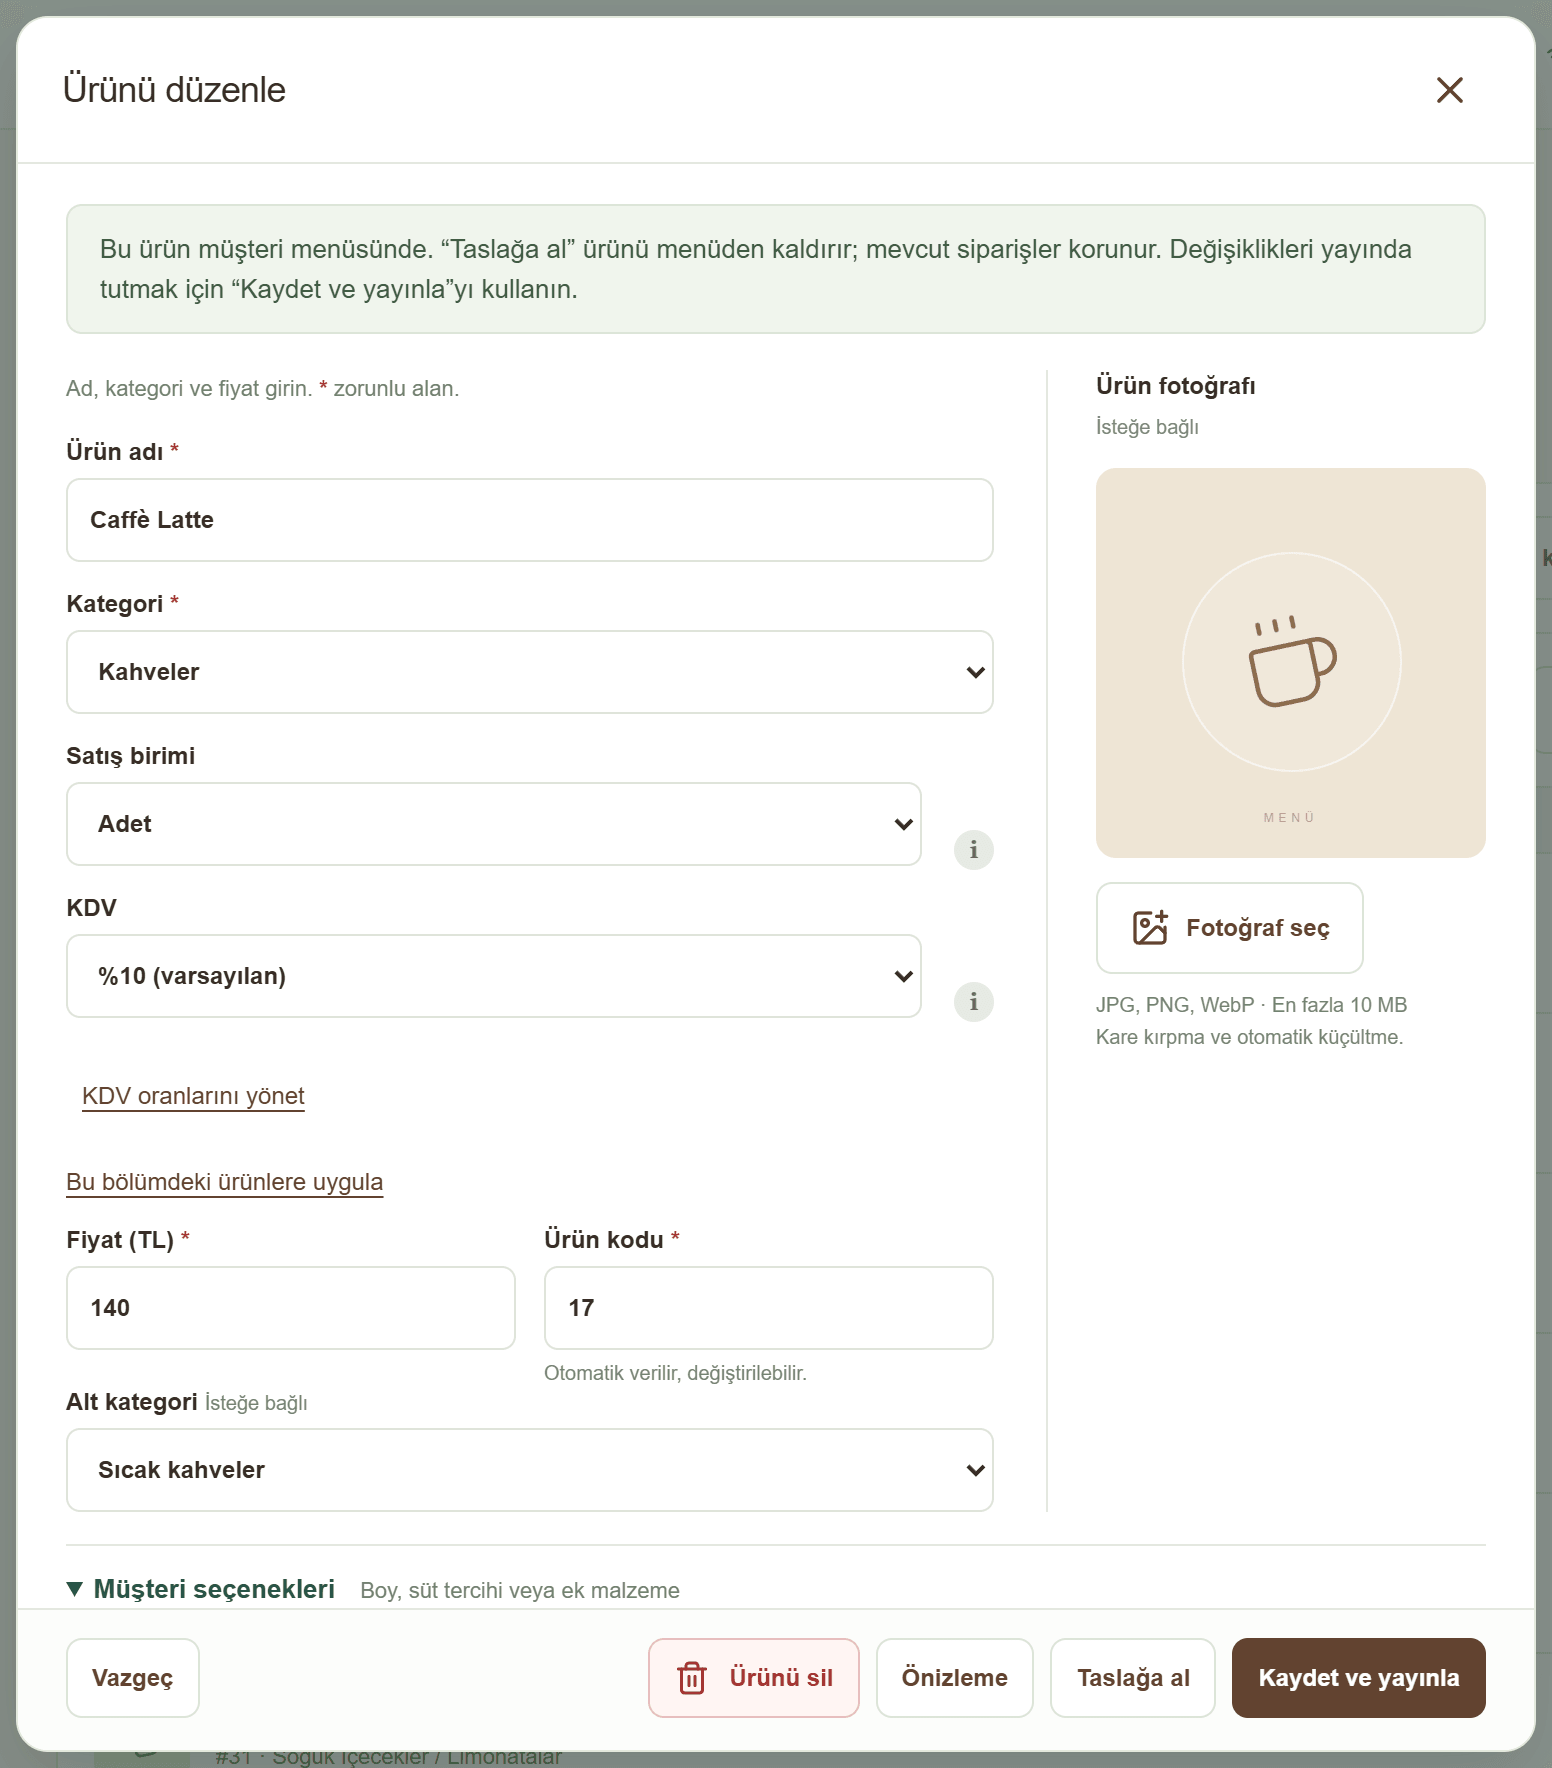 Ürünü düzenle
Bu ürün müşteri menüsünde. “Taslağa al” ürünü menüden kaldırır; mevcut siparişler korunur. Değişiklikleri yayında
tutmak için “Kaydet ve yayınla”yı kullanın.
Ad, kategori ve fiyat girin. * zorunlu alan.
Ürün adı *
Caffè Latte
Kategori *
Kahveler
Satış birimi
Adet
i
KDV
%10 (varsayılan)
i
KDV oranlarını yönet
Bu bölümdeki ürünlere uygula
Fiyat (TL) *
140
Ürün kodu *
17
Otomatik verilir, değiştirilebilir.
Alt kategori İsteğe bağlı
Sıcak kahveler
Ürün fotoğrafı
İsteğe bağlı
MENÜ
Fotoğraf seç
JPG, PNG, WebP · En fazla 10 MB
Kare kırpma ve otomatik küçültme.
Müşteri seçenekleri Boy, süt tercihi veya ek malzeme
Vazgeç
Ürünü sil
Önizleme
Taslağa al
Kaydet ve yayınla
#31 · Soğuk İçecekler / Limonatalar